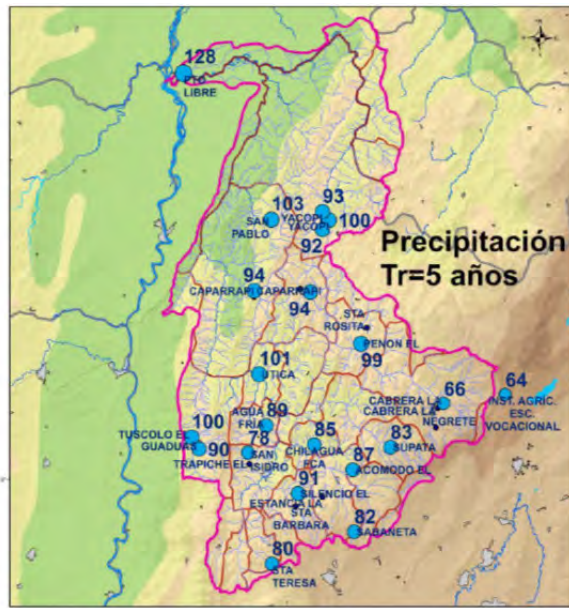 128
PTO
LIBRE
103
SAN
PABLO
93
YACOPI
YACOPI
100
92
Precipitación
Tr=5 años
94
CAPARRAPI
CAPARRAPI
94
STA
ROSITA
PENON EL
99
101
UTICA
66
CABRERA LA
CABRERA LA
NEGRETE
64
INST. AGRIC.
ESC.
VOCACIONAL
AGUA
FRÍA
89
100
TUSCOLO EL
GUADUAS
90
TRAPICHE EL
78
SAN
ISIDRO
85
CHILAGUA
FCA
83
SUPATA
87
ACOMODO EL
91
SILENCIO EL
ESTANCIA LA
STA
BARBARA
82
SABANETA
80
STA
TERESA